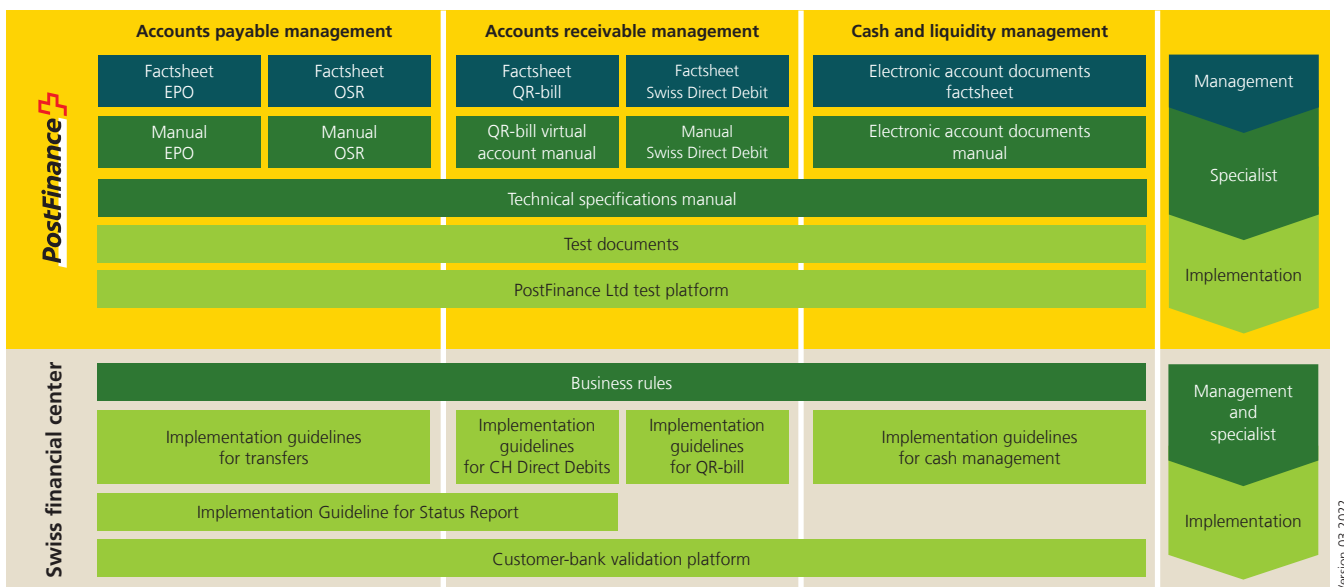 Accounts payable management
Accounts receivable management
Cash and liquidity management
PostFinance
Factsheet
EPO
Factsheet
OSR
Factsheet
QR-bill
Factsheet
Swiss Direct Debit
Electronic account documents
factsheet
Management
Manual
EPO
Manual
OSR
QR-bill virtual
account manual
Manual
Swiss Direct Debit
Electronic account documents
manual
Specialist
Technical specifications manual
Test documents
PostFinance Ltd test platform
Implementation
Swiss financial center
Business rules
Management
and
specialist
Implementation guidelines
for transfers
Implementation
guidelines
for CH Direct Debits
Implementation
guidelines
for QR-bill
Implementation guidelines
for cash management
Implementation Guideline for Status Report
Implementation
Customer-bank validation platform
Version 03.2022